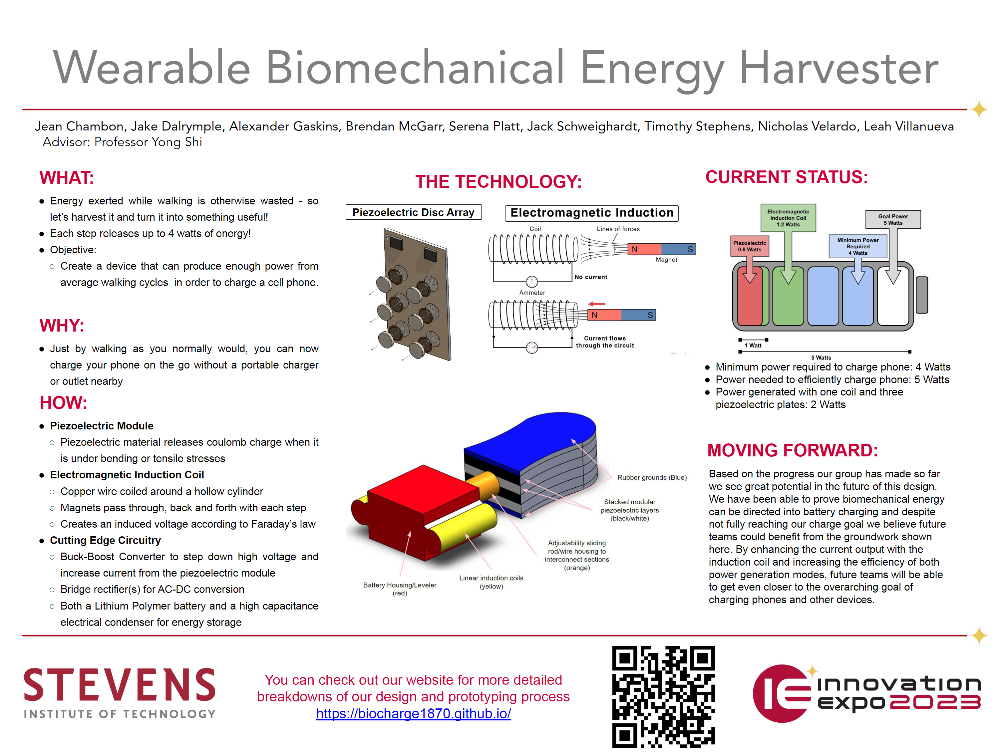 Wearable Biomechanical Energy Harvester
Jean Chambon, Jake Dalrymple, Alexander Gaskins, Brendan McGarr, Serena Platt, Jack Schweighardt, Timothy Stephens, Nicholas Velardo, Leah Villanueva
Advisor: Professor Yong Shi
WHAT:
● Energy exerted while walking is otherwise wasted - so
let's harvest it and turn it into something useful!
● Each step releases up to 4 watts of energy!
● Objective:
○ Create a device that can produce enough power from
average walking cycles in order to charge a cell phone.
WHY:
● Just by walking as you normally would, you can now
charge your phone on the go without a portable charger
or outlet nearby
HOW:
● Piezoelectric Module
○ Piezoelectric material releases coulomb charge when it
is under bending or tensile stresses
● Electromagnetic Induction Coil
○ Copper wire coiled around a hollow cylinder
○ Magnets pass through, back and forth with each step
○ Creates an induced voltage according to Faraday's law
● Cutting Edge Circuitry
○ Buck-Boost Converter to step down high voltage and
increase current from the piezoelectric module
○ Bridge rectifier(s) for AC-DC conversion
○ Both a Lithium Polymer battery and a high capacitance
electrical condenser for energy storage
THE TECHNOLOGY:
Piezoelectric Disc Array
Electromagnetic Induction
Coil
Lines of forces
N
S
Magnet
No current
Ammeter
N
S
Current flows
through the circuit
Rubber grounds (Blue)
Stacked modular
piezoelectric layers
(black/white)
Adjustability sliding
rod/wire housing to
interconnect sections
(orange)
Linear induction coils
(yellow)
Battery Housing/Leveler
(red)
CURRENT STATUS:
Electromagnetic
Induction Coil
1-2 Watts
Goal Power
5 Watts
Piezoelectric
0.8 Watts
Minimum Power
Required
4 Watts
1 Watt
5 Watts
● Minimum power required to charge phone: 4 Watts
● Power needed to efficiently charge phone: 5 Watts
● Power generated with one coil and three
piezoelectric plates: 2 Watts
MOVING FORWARD:
Based on the progress our group has made so far
we see great potential in the future of this design.
We have been able to prove biomechanical energy
can be directed into battery charging and despite
not fully reaching our charge goal we believe future
teams could benefit from the groundwork shown
here. By enhancing the current output with the
induction coil and increasing the efficiency of both
power generation modes, future teams will be able
to get even closer to the overarching goal of
charging phones and other devices.
STEVENS
INSTITUTE OF TECHNOLOGY
You can check out our website for more detailed
breakdowns of our design and prototyping process
https://biocharge1870.github.io/
IE innovation
expo2023